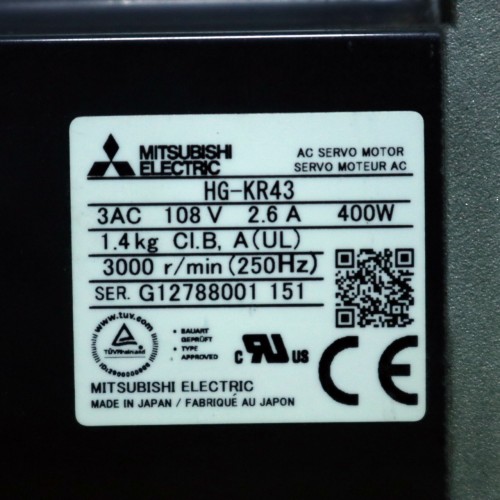 MITSUBISHI ELECTRIC
AC SERVO MOTOR
SERVO MOTEUR AC
HG-KR43
3AC 108V 2.6A 400W
1.4kg Cl.B, A(UL)
3000 r/min (250Hz)
SER. G12788001 151
www.tuv.com
TÜVRheinland
BAUART
GEPRÜFT
TYPE
APPROVED
c RU US
CE
MITSUBISHI ELECTRIC
MADE IN JAPAN / FABRIQUÉ AU JAPON